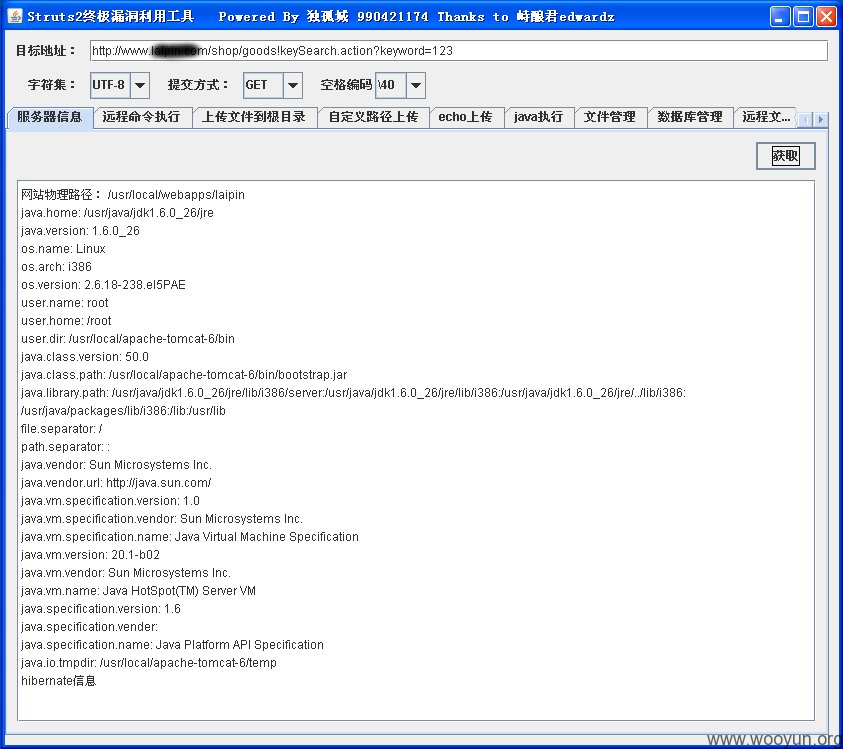 Struts2终极漏洞利用工具 Powered By 独孤城 990421174 Thanks to 峙酿君edwardz
目标地址： http://www. .com/shop/goods!keySearch.action?keyword=123
字符集： UTF-8 提交方式： GET 空格编码 \40
服务器信息 远程命令执行 上传文件到根目录 自定义路径上传 echo上传 java执行 文件管理 数据库管理 远程文...
获取
网站物理路径： /usr/local/webapps/laipin
java.home: /usr/java/jdk1.6.0_26/jre
java.version: 1.6.0_26
os.name: Linux
os.arch: i386
os.version: 2.6.18-238.el5PAE
user.name: root
user.home: /root
user.dir: /usr/local/apache-tomcat-6/bin
java.class.version: 50.0
java.class.path: /usr/local/apache-tomcat-6/bin/bootstrap.jar
java.library.path: /usr/java/jdk1.6.0_26/jre/lib/i386/server:/usr/java/jdk1.6.0_26/jre/lib/i386:/usr/java/jdk1.6.0_26/jre/../lib/i386:
/usr/java/packages/lib/i386:/lib:/usr/lib
file.separator: /
path.separator: :
java.vendor: Sun Microsystems Inc.
java.vendor.url: http://java.sun.com/
java.vm.specification.version: 1.0
java.vm.specification.vendor: Sun Microsystems Inc.
java.vm.specification.name: Java Virtual Machine Specification
java.vm.version: 20.1-b02
java.vm.vendor: Sun Microsystems Inc.
java.vm.name: Java HotSpot(TM) Server VM
java.specification.version: 1.6
java.specification.vender:
java.specification.name: Java Platform API Specification
java.io.tmpdir: /usr/local/apache-tomcat-6/temp
hibernate信息
www.wooyun.org